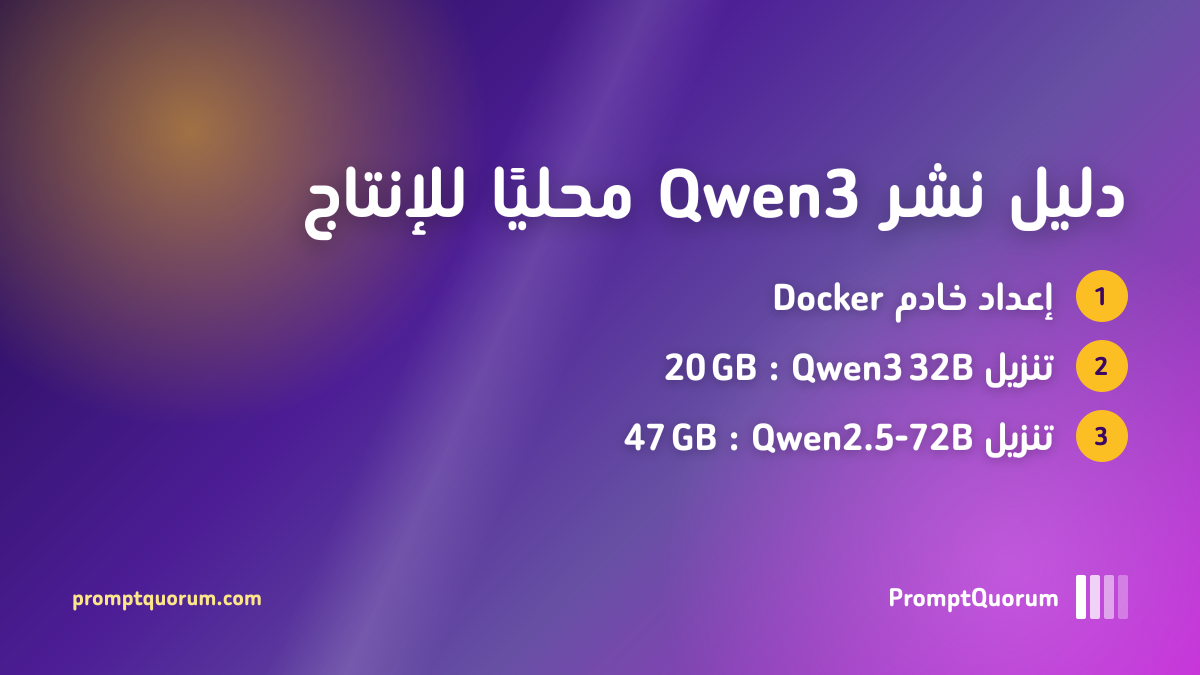 دليل نشر Qwen3 محليًا للإنتاج
1 إعداد خادم Docker
2 تنزيل Qwen3 32B : 20 GB
3 تنزيل Qwen2.5-72B : 47 GB
PromptQuorum
promptquorum.com